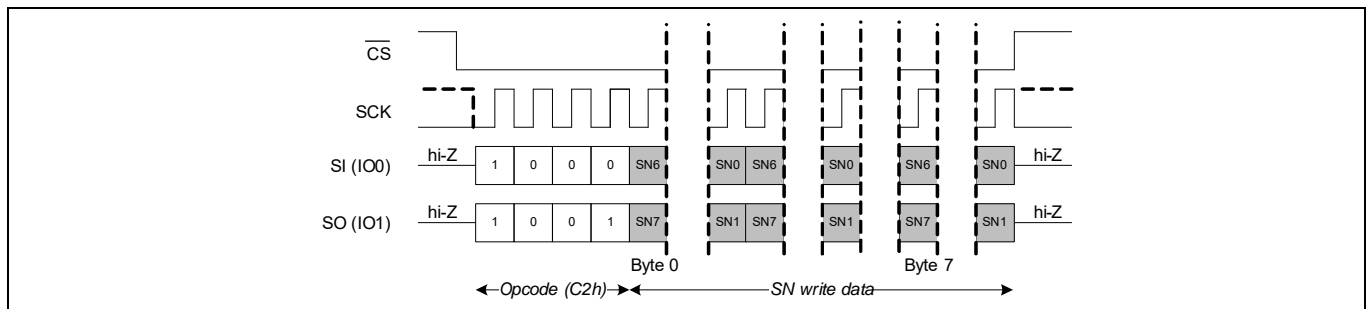 CS
SCK
SI (IO0) hi-Z 1 0 0 0 SN6 SN0 SN6 SN0 SN6 SN0 hi-Z
SO (IO1) hi-Z 1 0 0 1 SN7 SN1 SN7 SN1 SN7 SN1 hi-Z
Byte 0 Byte 7
Opcode (C2h) SN write data